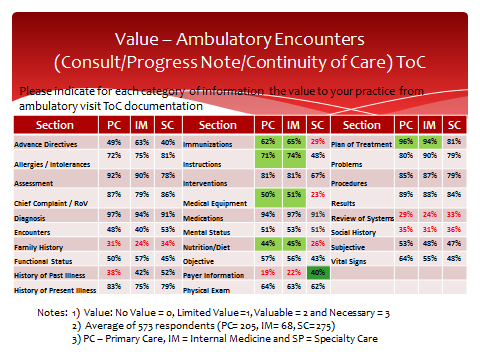 Value – Ambulatory Encounters
(Consult/Progress Note/Continuity of Care) ToC
Please indicate for each category of information the value to your practice from
ambulatory visit ToC documentation
Section PC IM SC Section PC IM SC Section PC IM SC
Advance Directives 49% 63% 40% Immunizations 62% 65% 29% Plan of Treatment 96% 94% 81%
Allergies / Intolerances 72% 75% 81% Instructions 71% 74% 48% Problems 80% 90% 79%
Assessment 92% 90% 78% Interventions 81% 81% 67% Procedures 85% 87% 79%
Chief Complaint / RoV 87% 79% 86% Medical Equipment 50% 51% 23% Results 89% 88% 84%
Diagnosis 97% 94% 91% Medications 94% 97% 91% Review of Systems 29% 24% 33%
Encounters 48% 40% 53% Mental Status 51% 53% 51% Social History 35% 31% 36%
Family History 31% 24% 34% Nutrition/Diet 44% 45% 26% Subjective 53% 48% 47%
Functional Status 50% 57% 45% Objective 57% 56% 43% Vital Signs 64% 55% 48%
History of Past Illness 38% 42% 52% Payer Information 19% 22% 40%
History of Present Illness 83% 75% 79% Physical Exam 64% 63% 62%
Notes: 1) Value: No Value = 0, Limited Value =1, Valuable = 2 and Necessary = 3
2) Average of 573 respondents (PC= 205, IM= 68, SC=275)
3) PC – Primary Care, IM = Internal Medicine and SP = Specialty Care